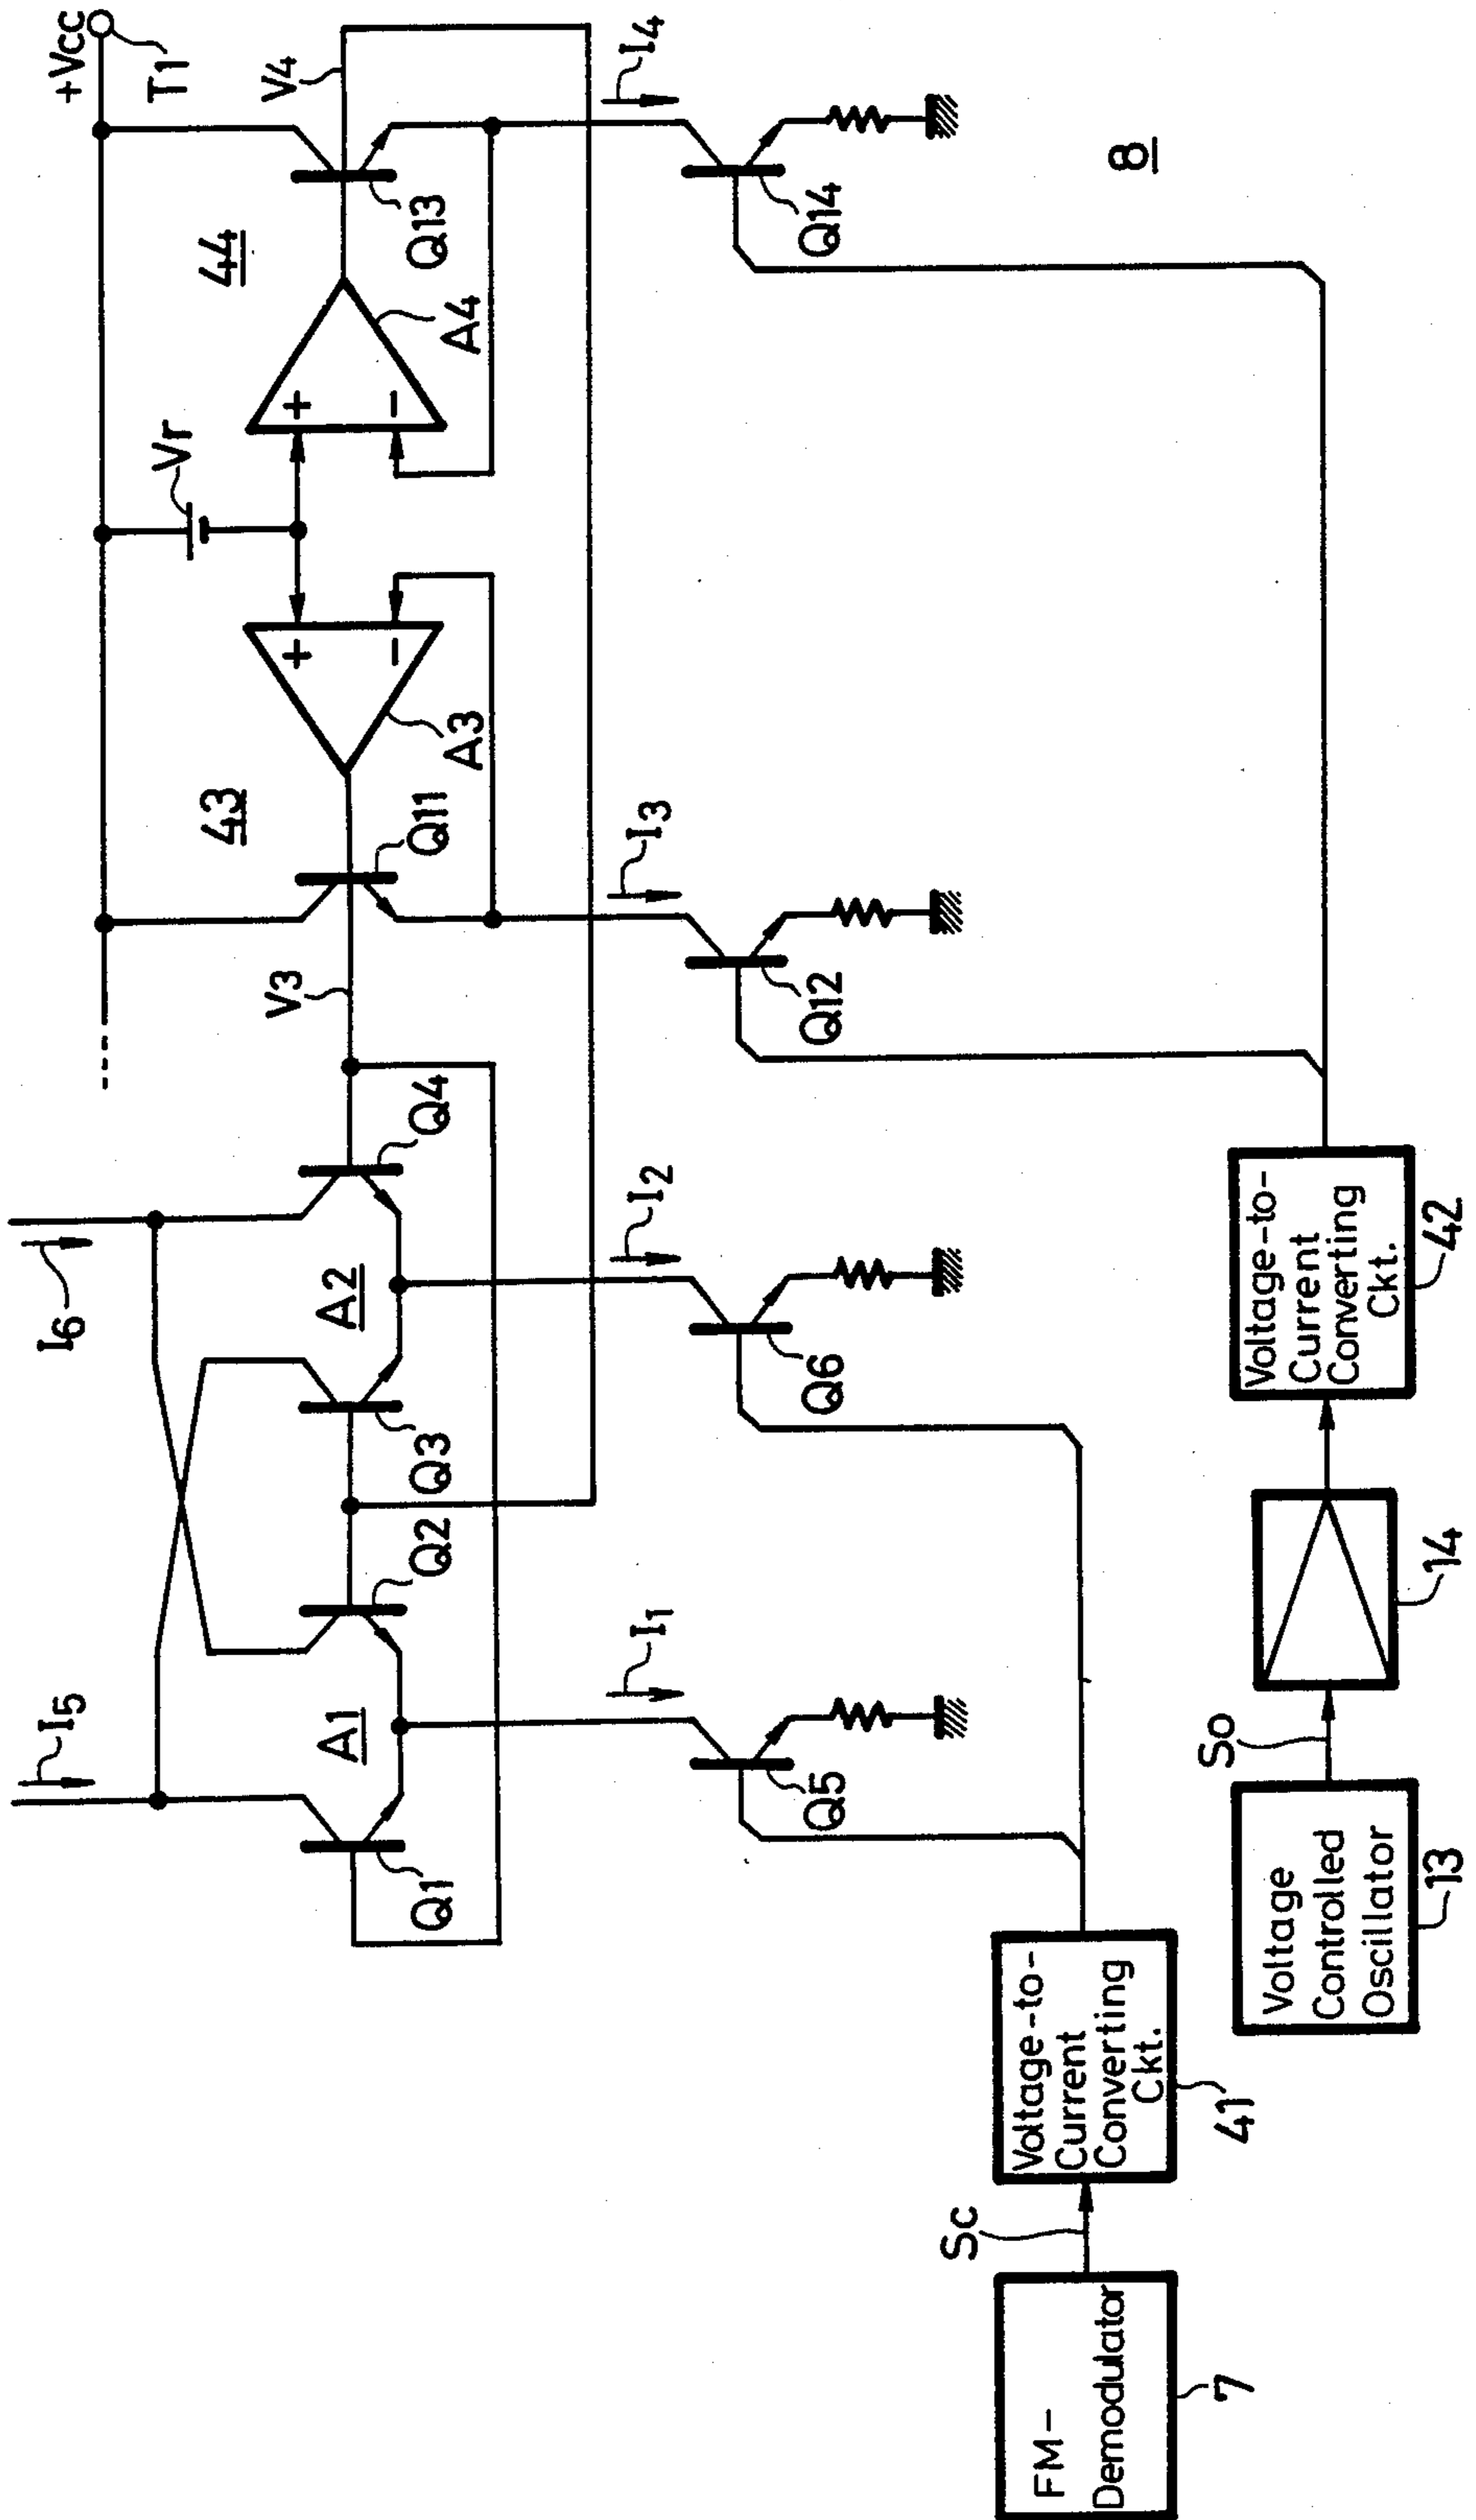 +Vcc
T1
I5
I6
Vr
44
43
V4
V3
A1
A2
A3
A4
+
−
+
−
Q1
Q2
Q3
Q4
Q11
Q13
I1
I2
I3
I4
Q5
Q6
Q12
Q14
8
FM-
Demodulator
7
Sc
Voltage-to-
Current
Converting
Ckt.
41
Voltage
Controlled
Oscillator
13
So
14
Voltage-to-
Current
Converting
Ckt.
42